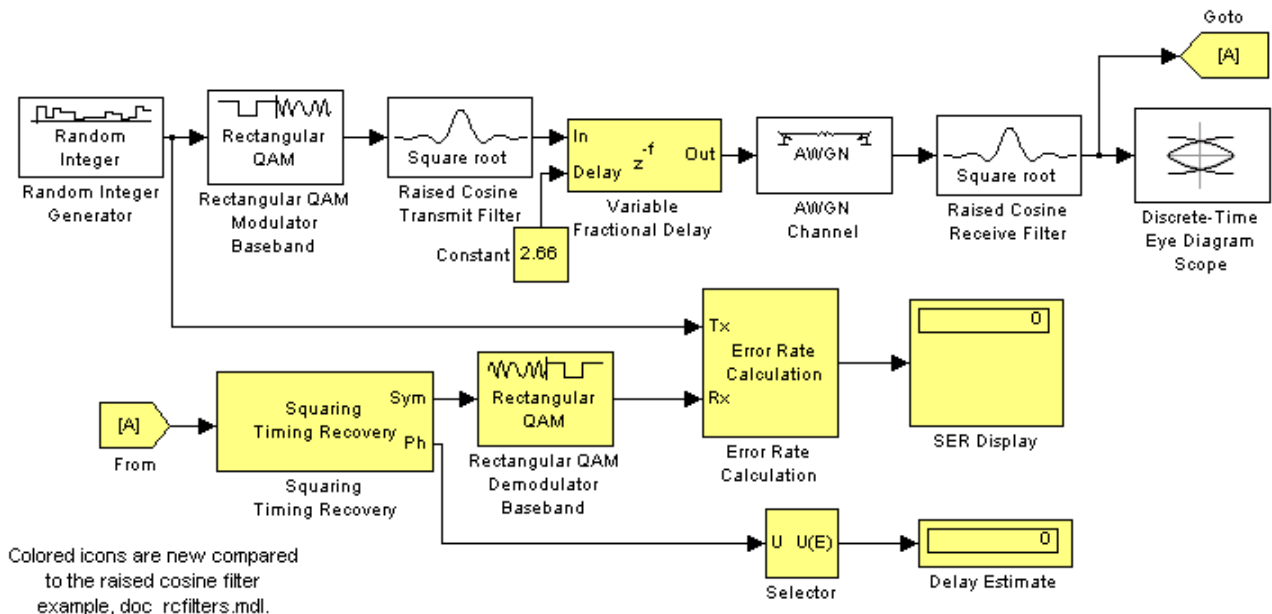 Goto
[A]
Random
Integer
Random Integer
Generator
Rectangular
QAM
Rectangular QAM
Modulator
Baseband
Square root
Raised Cosine
Transmit Filter
Constant
2.66
In
Delay
z^-f
Out
Variable
Fractional Delay
AWGN
AWGN
Channel
Square root
Raised Cosine
Receive Filter
Discrete-Time
Eye Diagram
Scope
[A]
From
Squaring
Timing Recovery
Sym
Ph
Squaring
Timing Recovery
Rectangular
QAM
Rectangular QAM
Demodulator
Baseband
Tx
Error Rate
Calculation
Rx
Error Rate
Calculation
0
SER Display
U U(E)
Selector
0
Delay Estimate
Colored icons are new compared
to the raised cosine filter
example, doc_rcfilters.mdl.